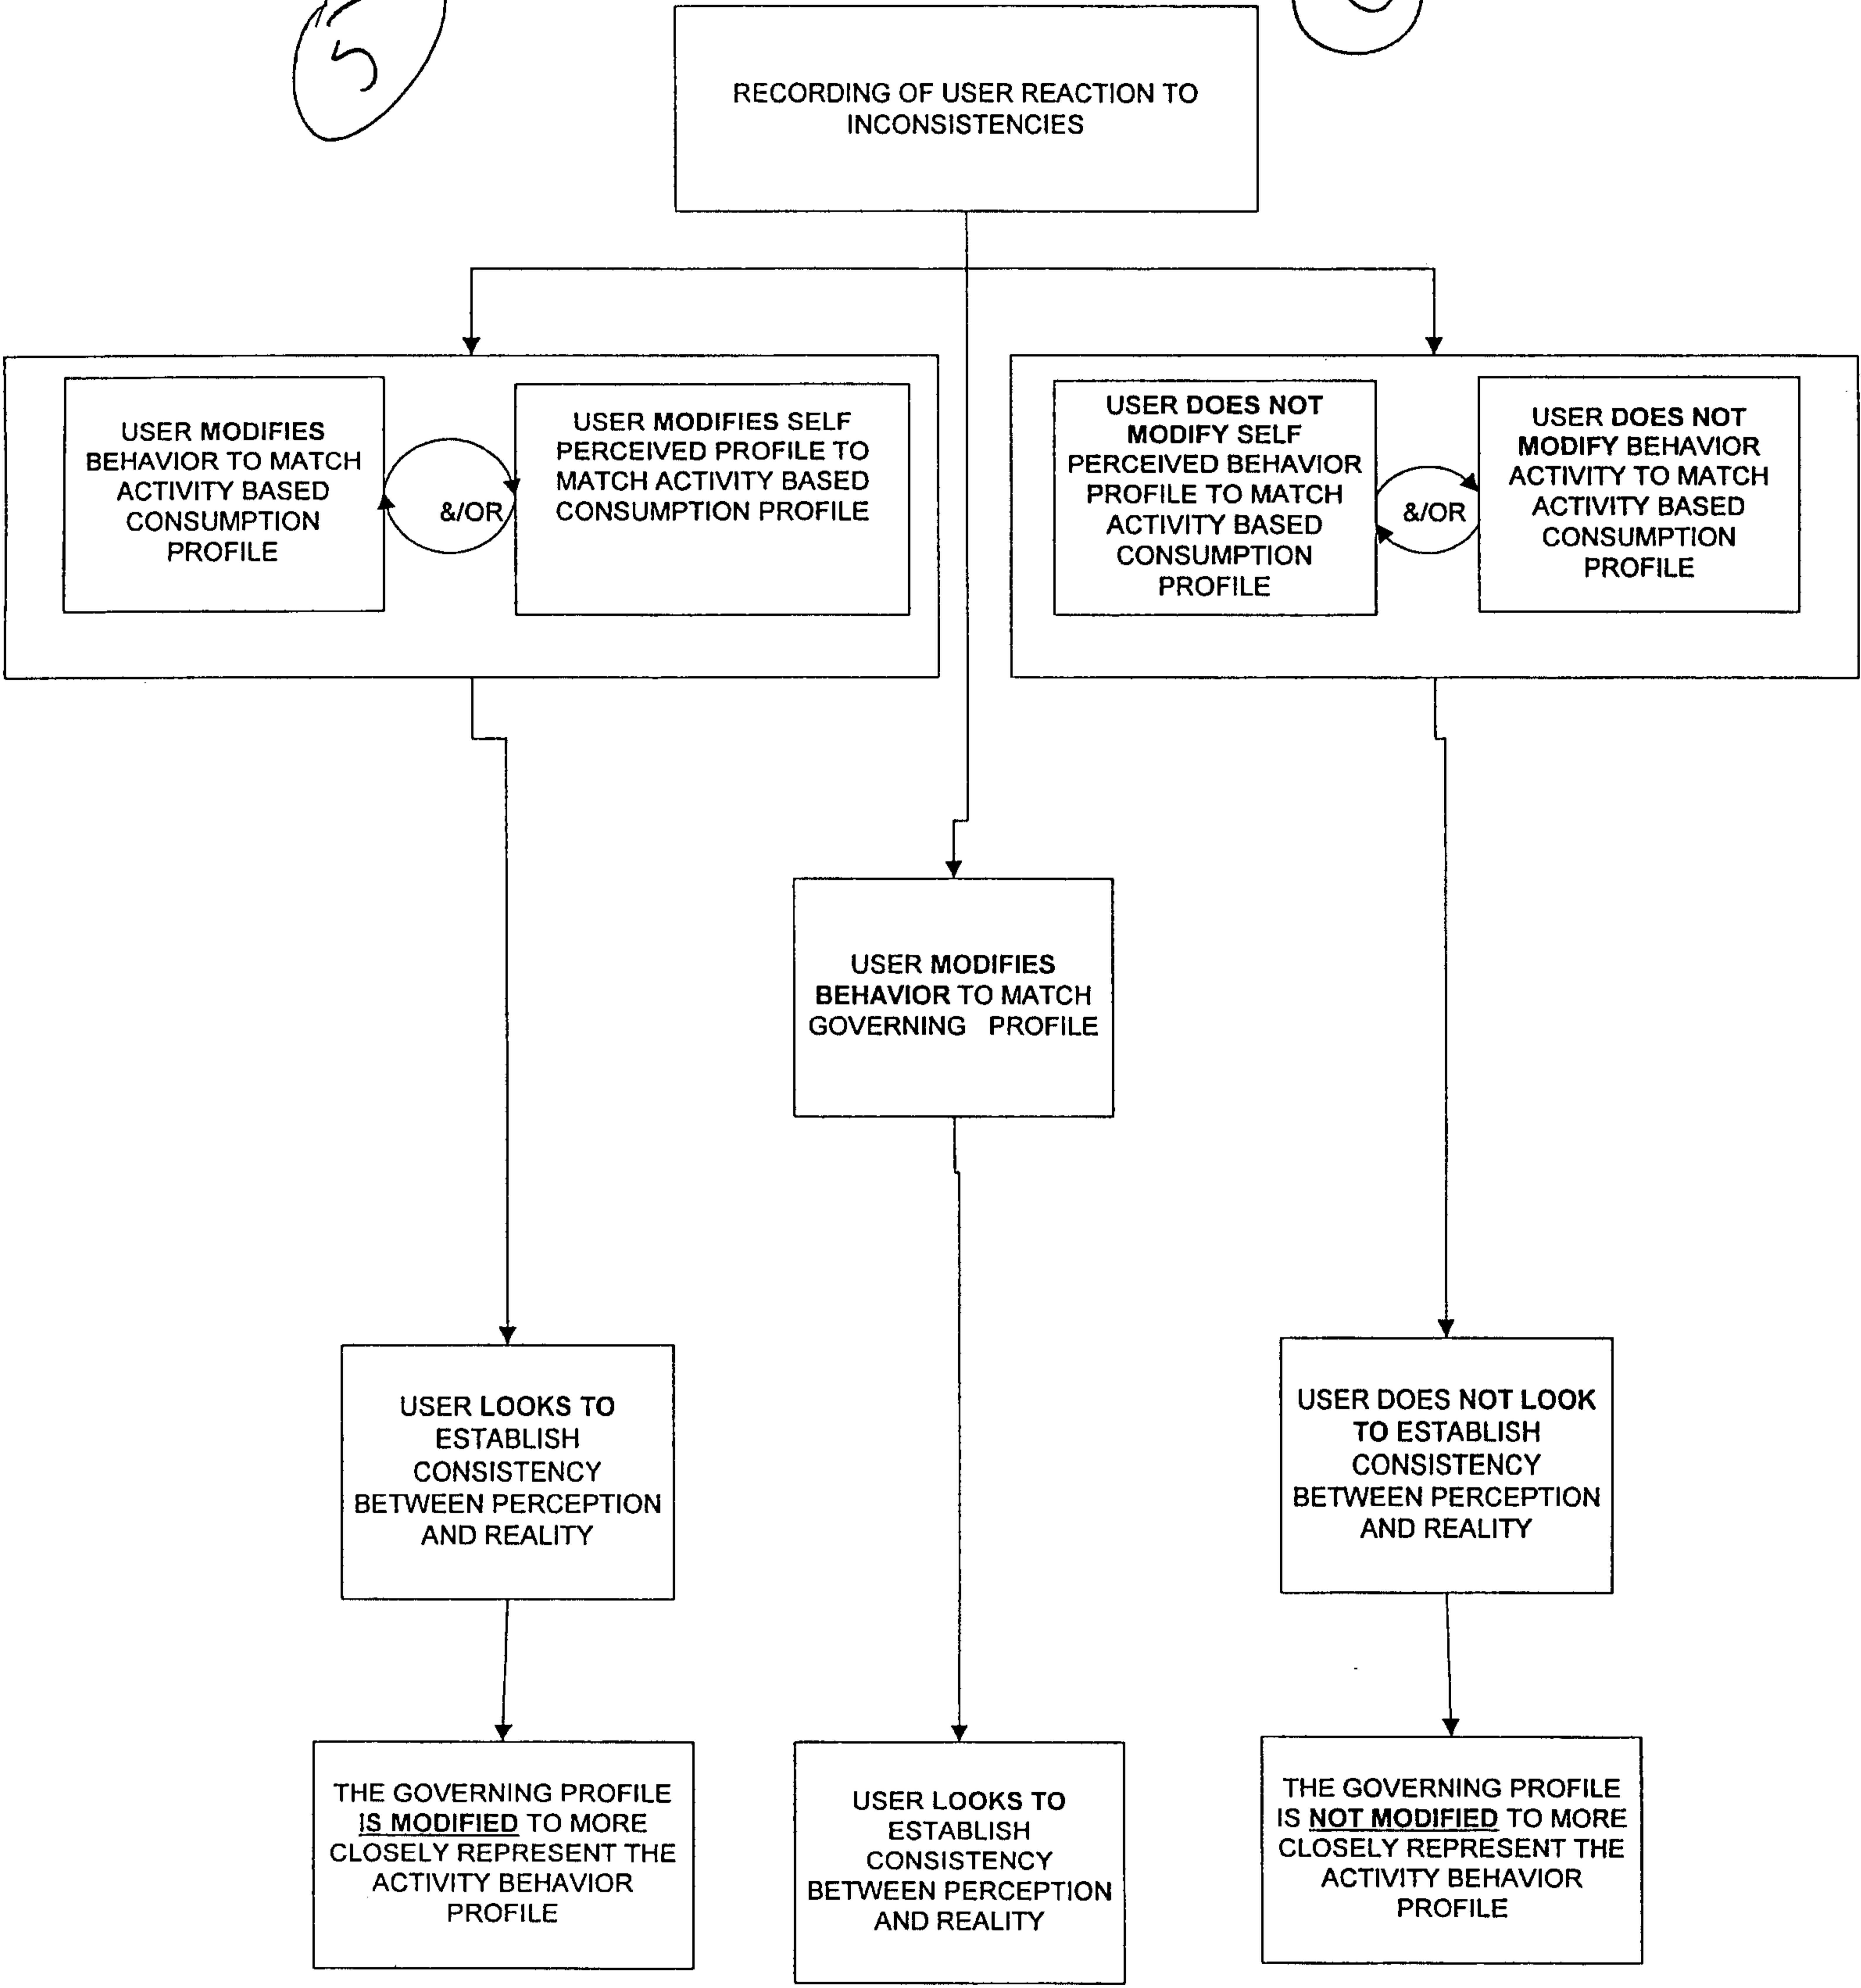 5
RECORDING OF USER REACTION TO
INCONSISTENCIES
USER MODIFIES
BEHAVIOR TO MATCH
ACTIVITY BASED
CONSUMPTION
PROFILE
&/OR
USER MODIFIES SELF
PERCEIVED PROFILE TO
MATCH ACTIVITY BASED
CONSUMPTION PROFILE
USER DOES NOT
MODIFY SELF
PERCEIVED BEHAVIOR
PROFILE TO MATCH
ACTIVITY BASED
CONSUMPTION
PROFILE
&/OR
USER DOES NOT
MODIFY BEHAVIOR
ACTIVITY TO MATCH
ACTIVITY BASED
CONSUMPTION
PROFILE
USER MODIFIES
BEHAVIOR TO MATCH
GOVERNING PROFILE
USER LOOKS TO
ESTABLISH
CONSISTENCY
BETWEEN PERCEPTION
AND REALITY
USER DOES NOT LOOK
TO ESTABLISH
CONSISTENCY
BETWEEN PERCEPTION
AND REALITY
THE GOVERNING PROFILE
IS MODIFIED TO MORE
CLOSELY REPRESENT THE
ACTIVITY BEHAVIOR
PROFILE
USER LOOKS TO
ESTABLISH
CONSISTENCY
BETWEEN PERCEPTION
AND REALITY
THE GOVERNING PROFILE
IS NOT MODIFIED TO MORE
CLOSELY REPRESENT THE
ACTIVITY BEHAVIOR
PROFILE